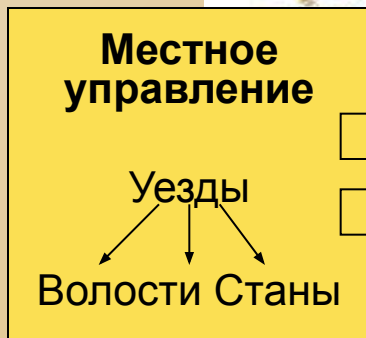 Местное
управление
Уезды
Волости Станы